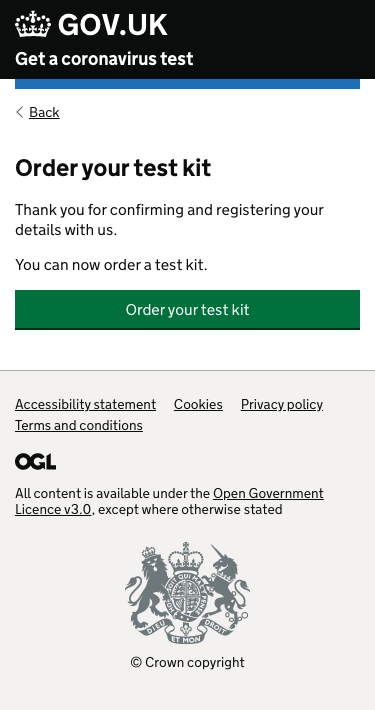 GOV.UK
Get a coronavirus test
Back
Order your test kit
Thank you for confirming and registering your
details with us.
You can now order a test kit.
Order your test kit
Accessibility statement Cookies Privacy policy
Terms and conditions
OGL
All content is available under the Open Government
Licence v3.0, except where otherwise stated
DIEU ET MON
© Crown copyright